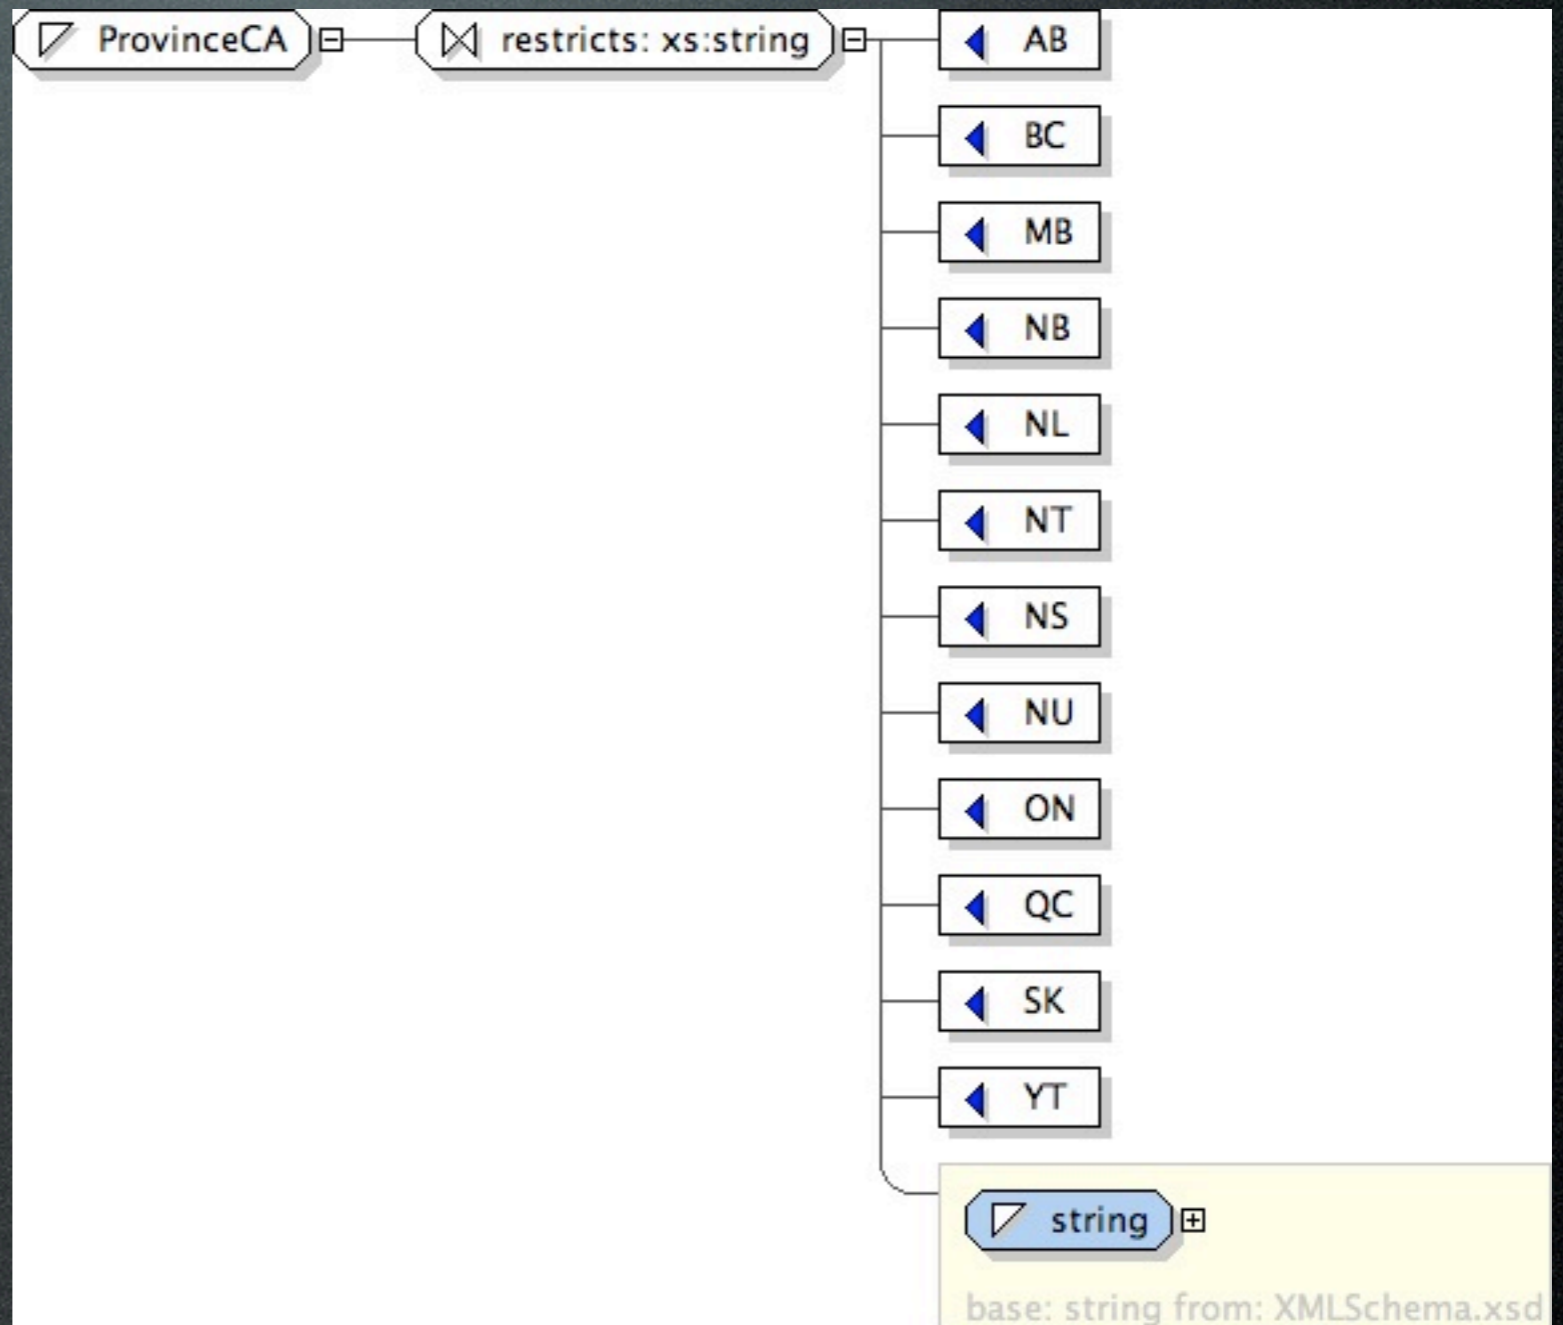 ProvinceCA restricts: xs:string AB
BC
MB
NB
NL
NT
NS
NU
ON
QC
SK
YT
string
base: string from: XMLSchema.xsd